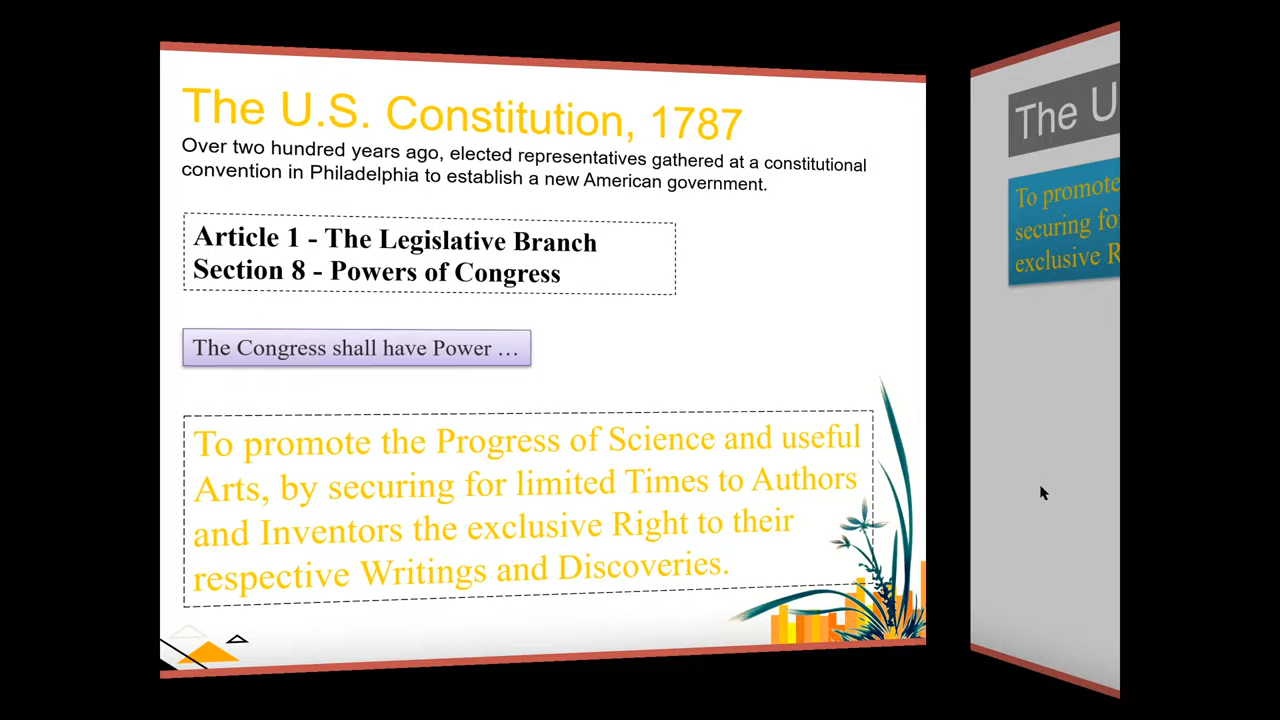 The U.S. Constitution, 1787
Over two hundred years ago, elected representatives gathered at a constitutional
convention in Philadelphia to establish a new American government.
Article 1 - The Legislative Branch
Section 8 - Powers of Congress
The Congress shall have Power …
To promote the Progress of Science and useful
Arts, by securing for limited Times to Authors
and Inventors the exclusive Right to their
respective Writings and Discoveries.
The U
To promote
securing fo
exclusive R